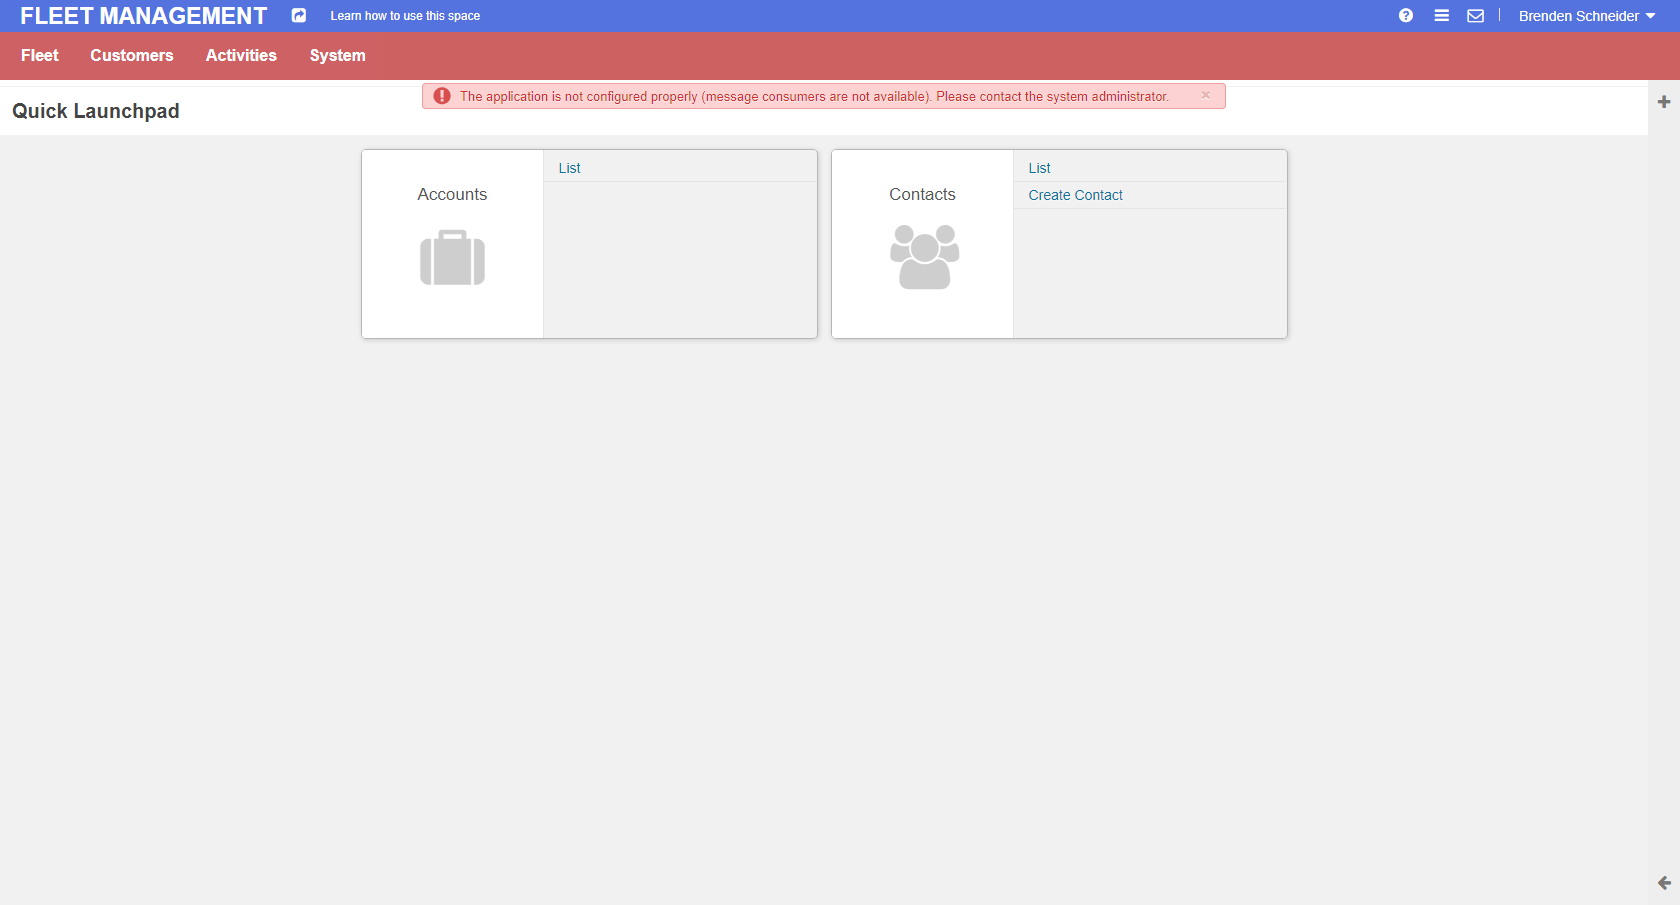 FLEET MANAGEMENT
Learn how to use this space
Brenden Schneider
Fleet
Customers
Activities
System
The application is not configured properly (message consumers are not available). Please contact the system administrator.
Quick Launchpad
Accounts
List
Contacts
List
Create Contact